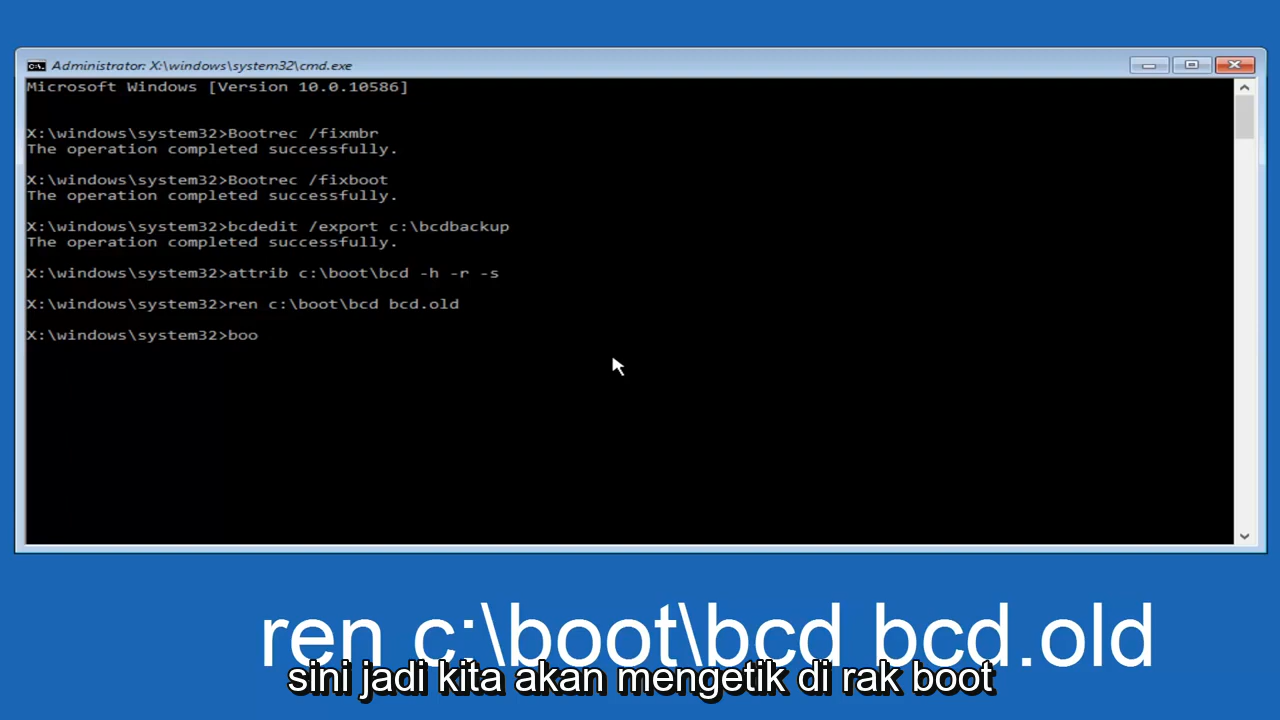 Administrator: X:\windows\system32\cmd.exe
Microsoft Windows [Version 10.0.10586]
X:\windows\system32>Bootrec /fixmbr
The operation completed successfully.
X:\windows\system32>Bootrec /fixboot
The operation completed successfully.
X:\windows\system32>bcdedit /export c:\bcdbackup
The operation completed successfully.
X:\windows\system32>attrib c:\boot\bcd -h -r -s
X:\windows\system32>ren c:\boot\bcd bcd.old
X:\windows\system32>boo
ren c:\boot\bcd bcd.old
sini jadi kita akan mengetik di rak boot